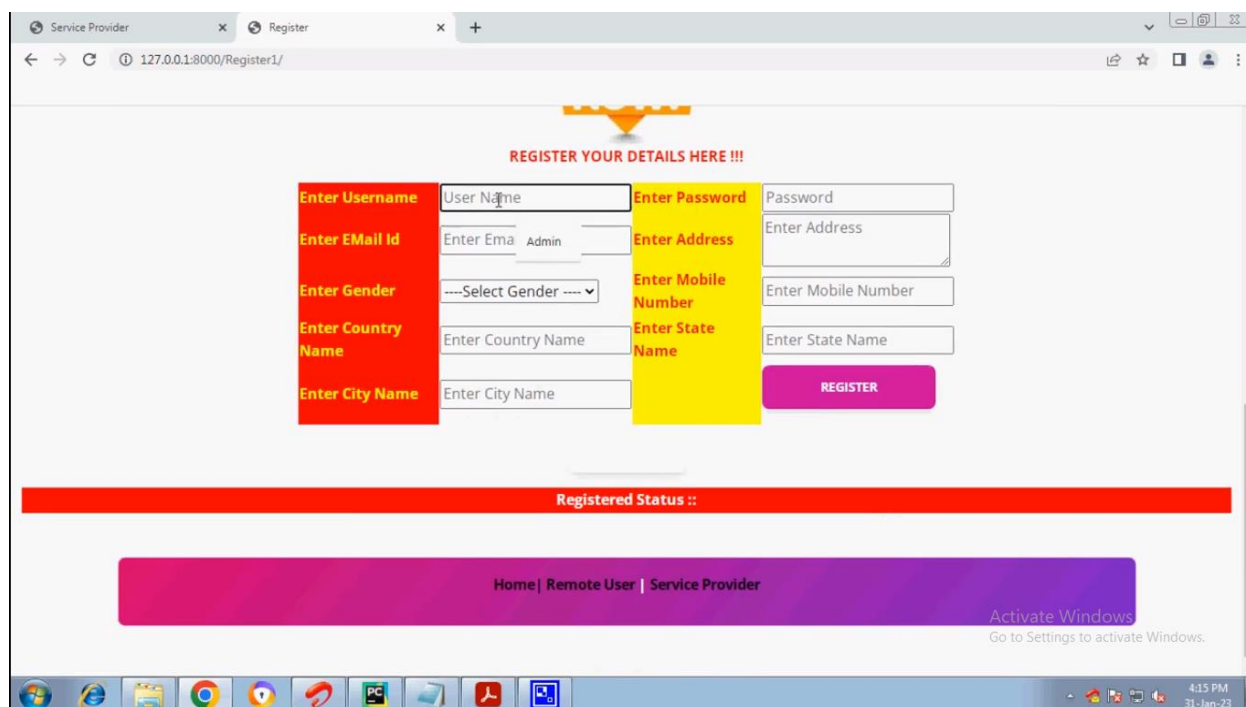 Service Provider
Register
127.0.0.1:8000/Register1/
REGISTER YOUR DETAILS HERE !!!
Enter Username User Name Enter Password Password
Enter EMail Id Enter Ema Admin Enter Address Enter Address
Enter Gender ----Select Gender ---- Enter Mobile Number Enter Mobile Number
Enter Country Name Enter Country Name Enter State Name Enter State Name
Enter City Name Enter City Name REGISTER
Registered Status ::
Home| Remote User | Service Provider
Activate Windows
Go to Settings to activate Windows.
PC
4:15 PM
31-Jan-23